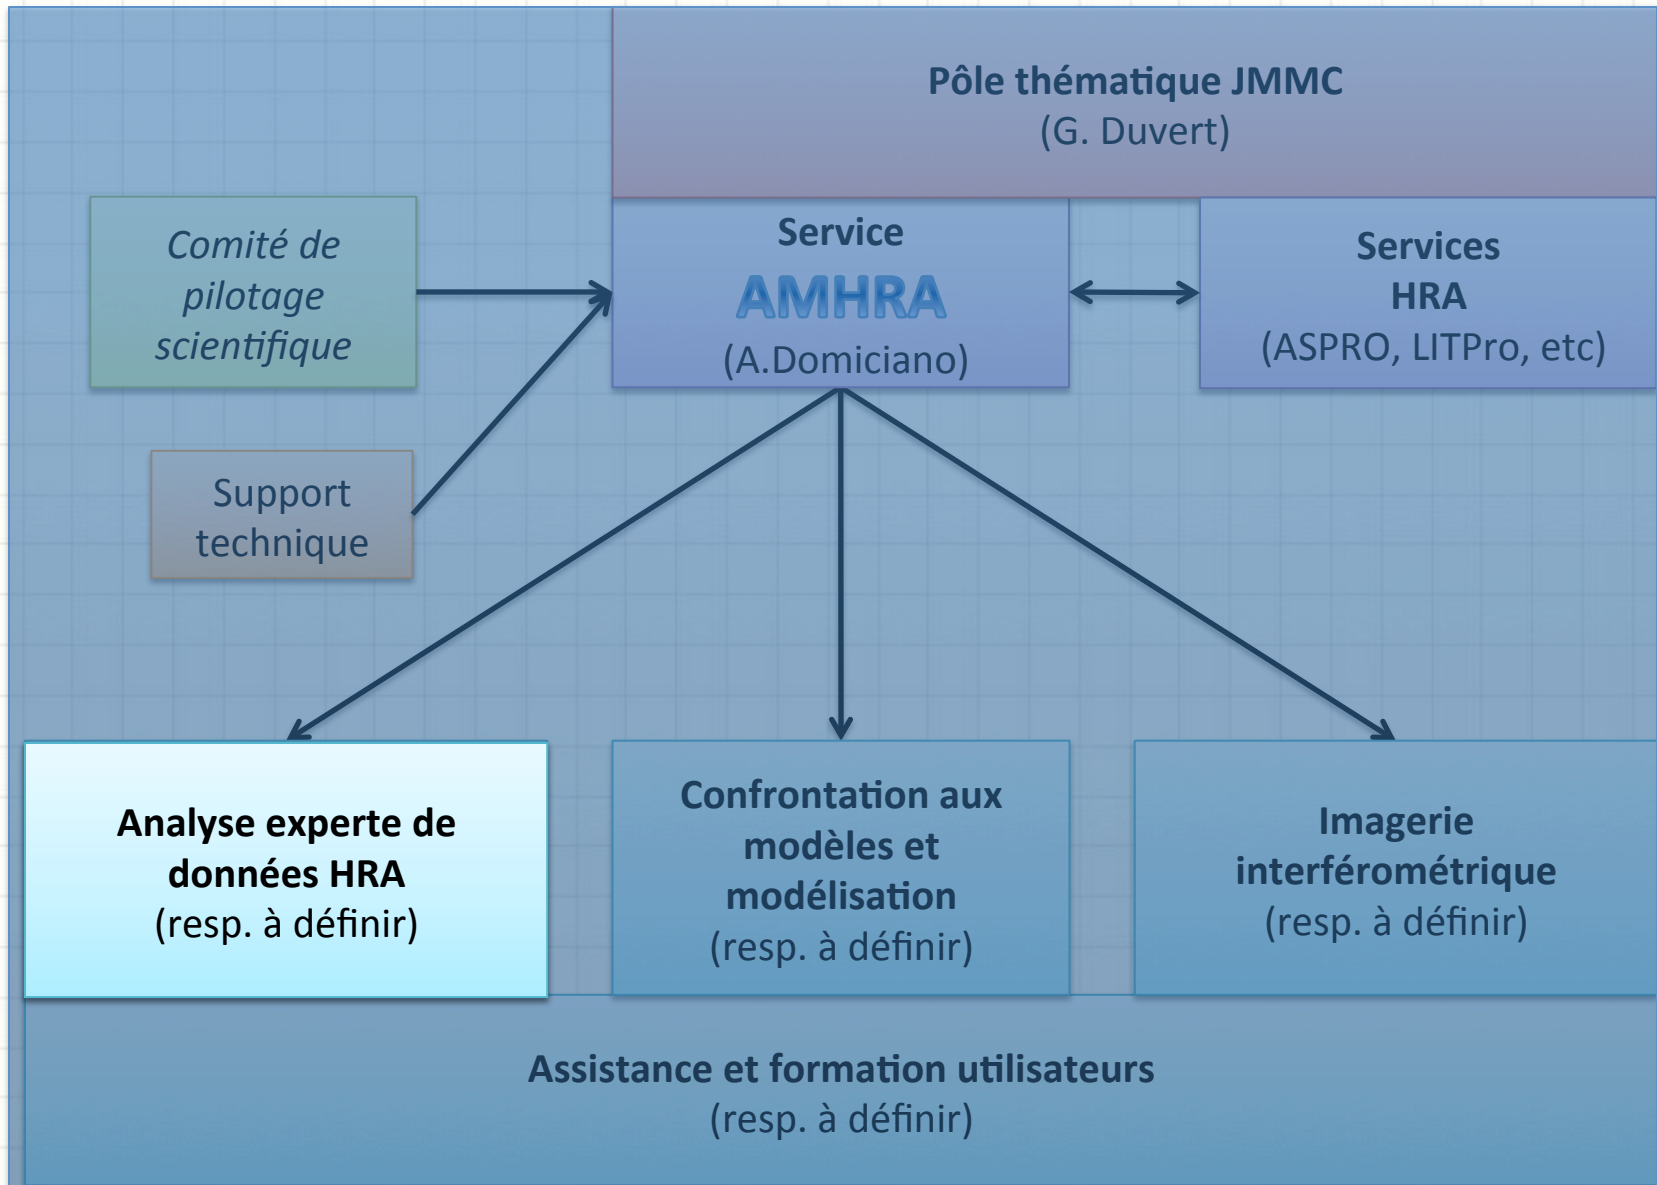 Pôle thématique JMMC
(G. Duvert)
Comité de
pilotage
scientifique
Service
AMHRA
(A.Domiciano)
Services
HRA
(ASPRO, LITPro, etc)
Support
technique
Analyse experte de
données HRA
(resp. à définir)
Confrontation aux
modèles et
modélisation
(resp. à définir)
Imagerie
interférométrique
(resp. à définir)
Assistance et formation utilisateurs
(resp. à définir)